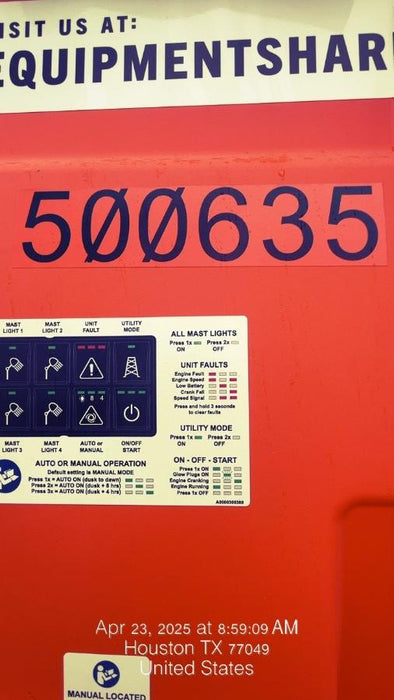 ISIT US AT:
EQUIPMENTSHAR
500635
MAST LIGHT 1
MAST LIGHT 2
UNIT FAULT
UTILITY MODE
8 4
MAST LIGHT 3
MAST LIGHT 4
AUTO or MANUAL
ON/OFF START
AUTO OR MANUAL OPERATION
Default setting is MANUAL MODE
Press 1x = AUTO ON (dusk to dawn)
Press 2x = AUTO ON (dusk + 8 hrs)
Press 3x = AUTO ON (dusk + 4 hrs)
ALL MAST LIGHTS
Press 1x Press 2x
ON OFF
UNIT FAULTS
Engine Fault
Engine Speed
Low Battery
Crank Fail
Speed Signal
Press and hold 3 seconds
to clear faults
UTILITY MODE
Press 1x Press 2x
ON OFF
ON - OFF - START
Press 1x ON
Glow Plugs ON
Engine Cranking
Engine Running
Press 1x OFF
Apr 23, 2025 at 8:59:09 AM
Houston TX 77049
United States
MANUAL LOCATED